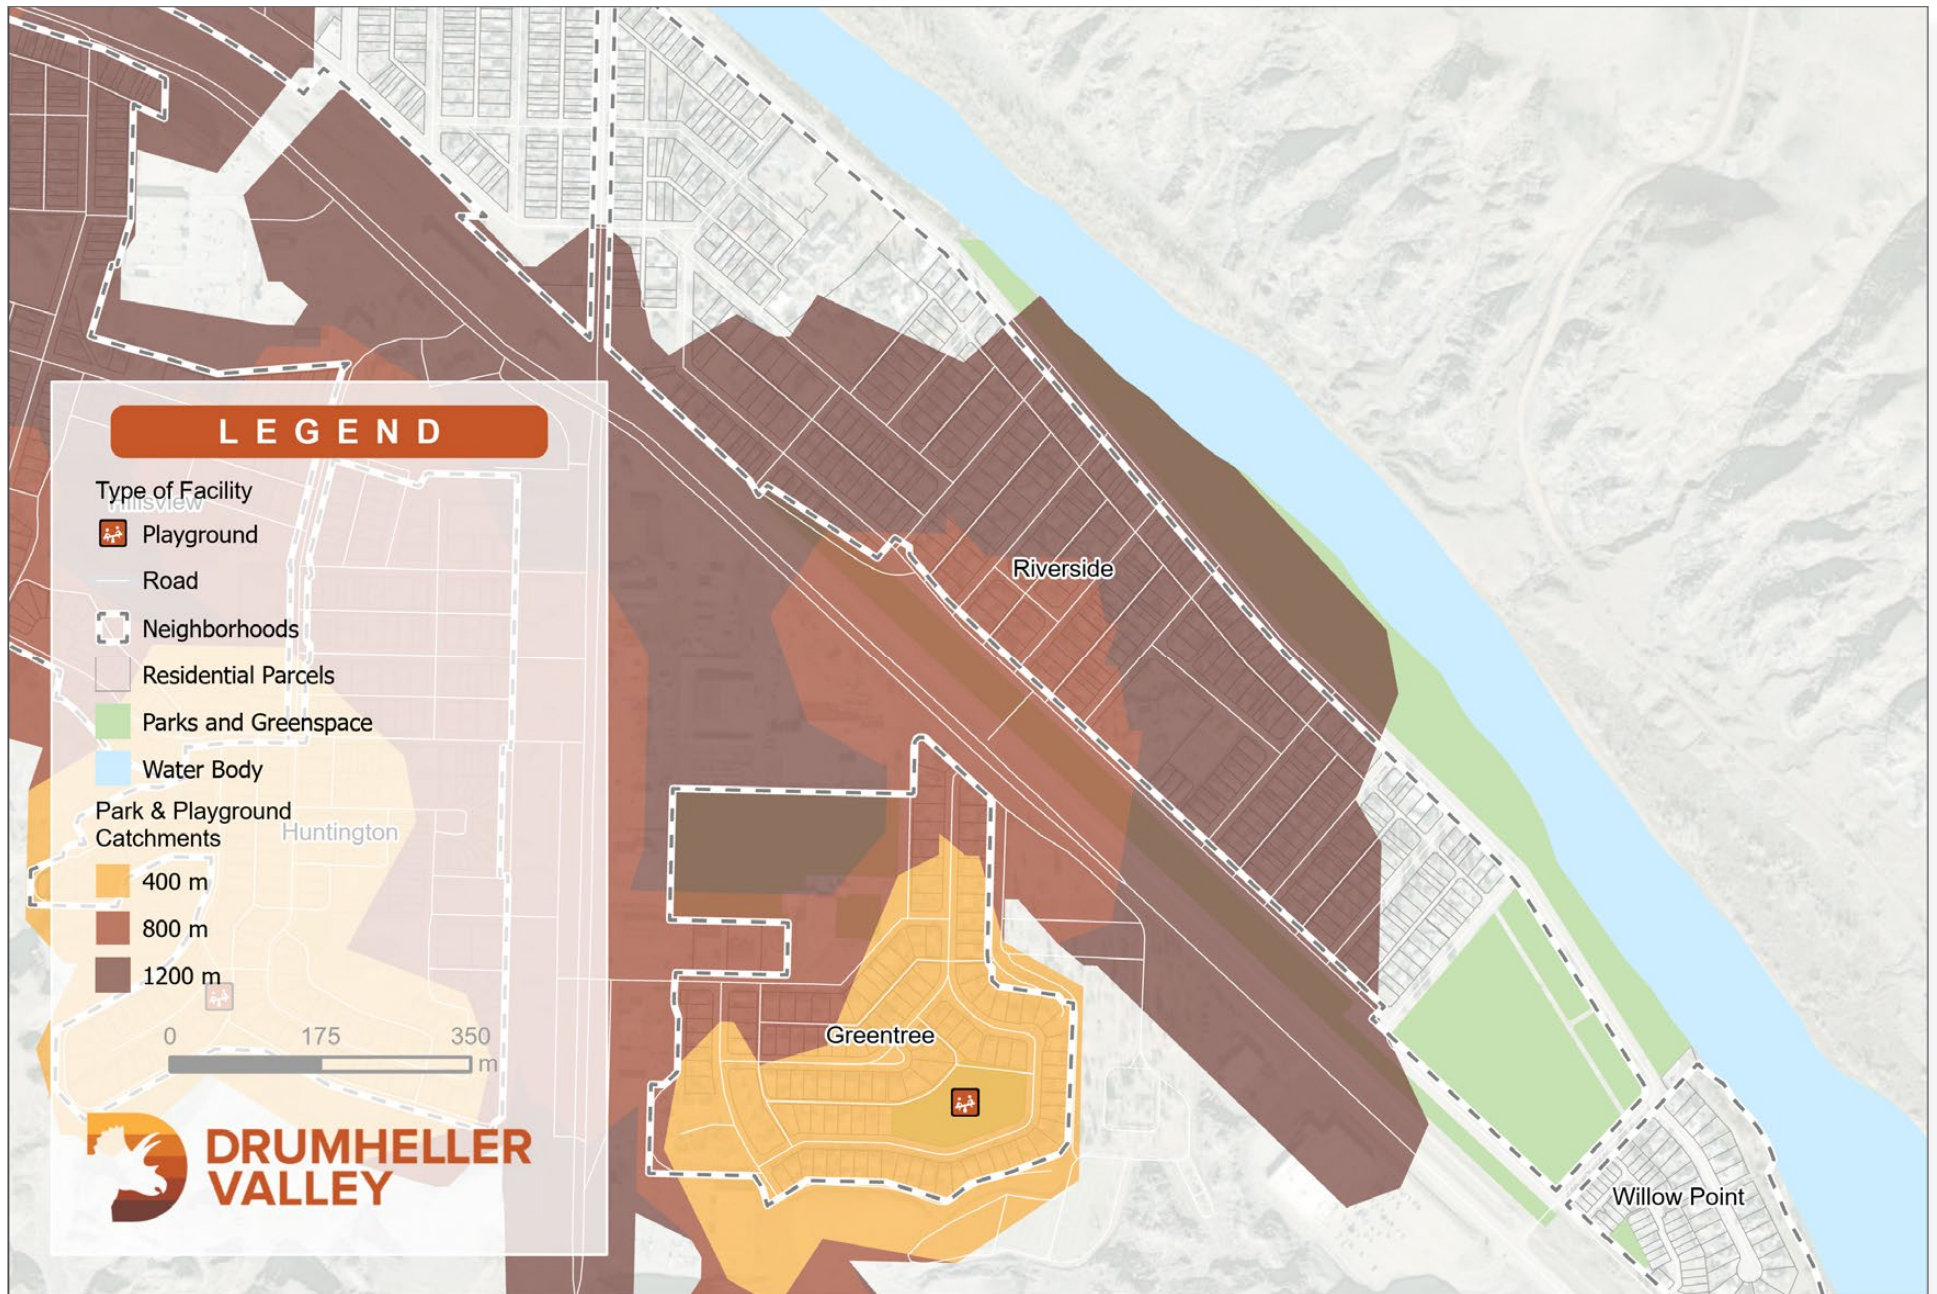 LEGEND
Type of Facility
Hillsview
Playground
Road
Neighborhoods
Residential Parcels
Parks and Greenspace
Water Body
Park & Playground
Catchments
Huntington
400 m
800 m
1200 m
0 175 350
m
DRUMHELLER
VALLEY
Riverside
Greentree
Willow Point